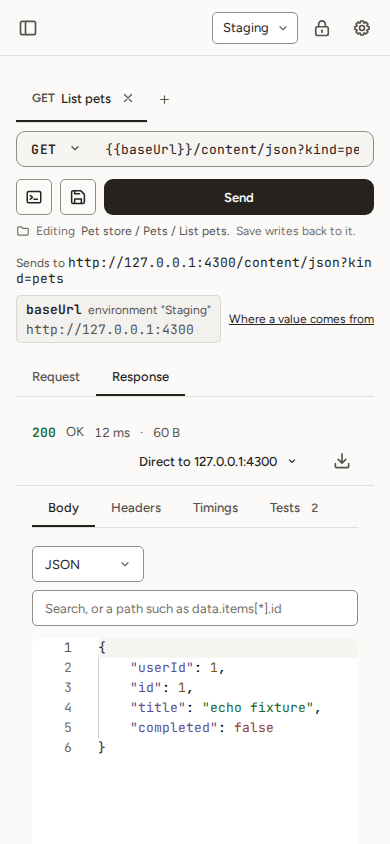 Staging
GET List pets
GET {{baseUrl}}/content/json?kind=pe
Send
Editing Pet store / Pets / List pets. Save writes back to it.
Sends to http://127.0.0.1:4300/content/json?kin
d=pets
baseUrl environment "Staging"
http://127.0.0.1:4300
Where a value comes from
Request Response
200 OK 12 ms · 60 B
Direct to 127.0.0.1:4300
Body Headers Timings Tests 2
JSON
Search, or a path such as data.items[*].id
1 {
2 "userId": 1,
3 "id": 1,
4 "title": "echo fixture",
5 "completed": false
6 }